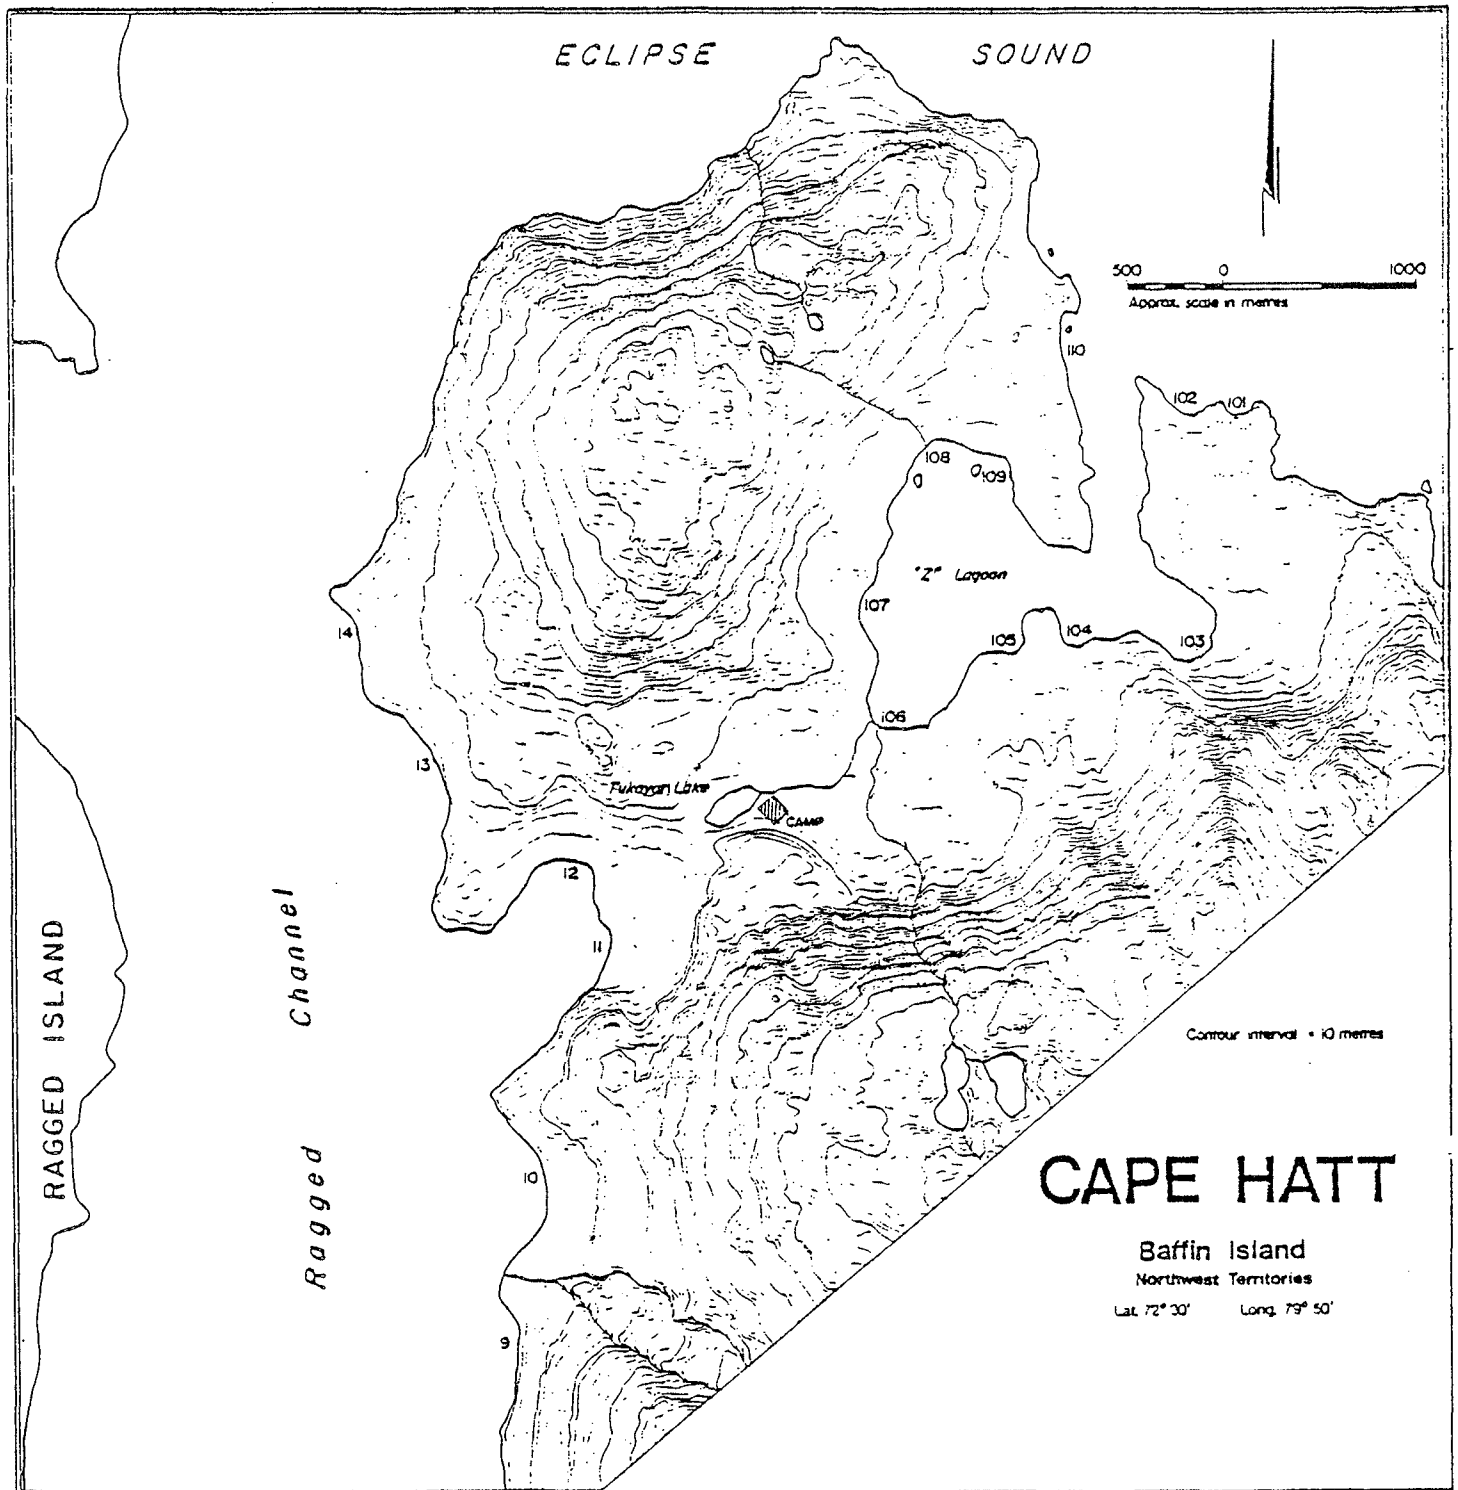 ECLIPSE SOUND
500 0 1000
Approx. scale in metres
110
102 101
108
109
"Z" Lagoon
107
14
105 104 103
106
13
Fukayan Lake
CAMP
12
11
Ragged Channel
RAGGED ISLAND
Contour interval = 10 metres
10
CAPE HATT
Baffin Island
Northwest Territories
Lat. 72° 30' Long. 79° 50'
9